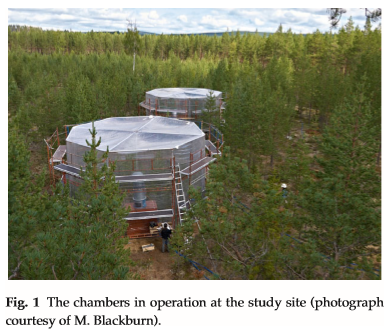 Fig. 1 The chambers in operation at the study site (photograph
courtesy of M. Blackburn).